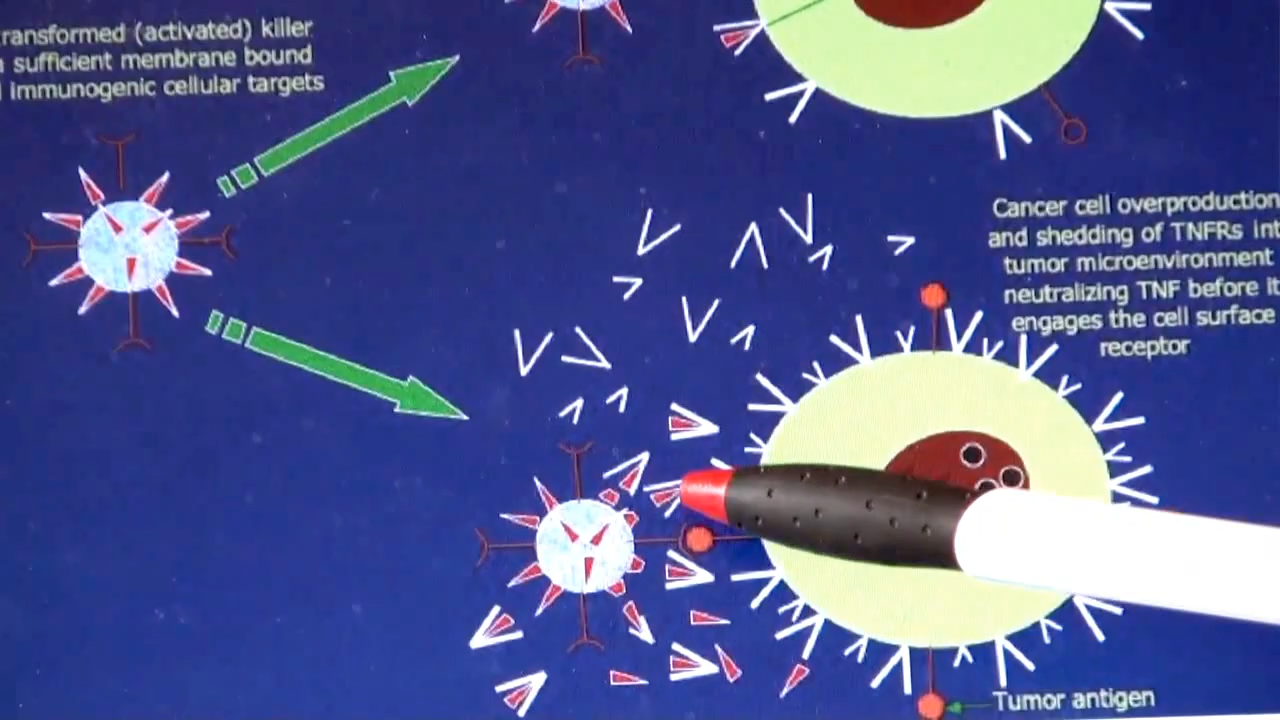 ransformed (activated) killer
sufficient membrane bound
immunogenic cellular targets
Cancer cell overproduction
and shedding of TNFRs int
tumor microenvironment
neutralizing TNF before it
engages the cell surface
receptor
Tumor antigen